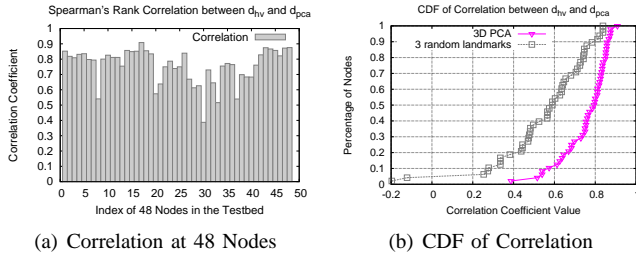 Spearman's Rank Correlation between d_hv and d_pca
Correlation
Correlation Coefficient
1
0.9
0.8
0.7
0.6
0.5
0.4
0.3
0.2
0.1
0
0 5 10 15 20 25 30 35 40 45 50
Index of 48 Nodes in the Testbed
(a) Correlation at 48 Nodes
CDF of Correlation between d_hv and d_pca
3D PCA
3 random landmarks
Percentage of Nodes
1
0.9
0.8
0.7
0.6
0.5
0.4
0.3
0.2
0.1
0
-0.2 0 0.2 0.4 0.6 0.8 1
Correlation Coefficient Value
(b) CDF of Correlation